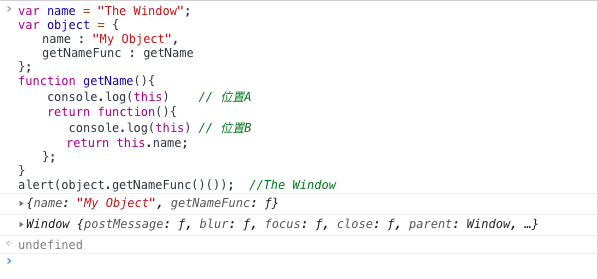 var name = "The Window";
var object = {
name : "My Object",
getNameFunc : getName
};
function getName(){
console.log(this) // 位置A
return function(){
console.log(this) // 位置B
return this.name;
};
}
alert(object.getNameFunc()()); //The Window
{name: "My Object", getNameFunc: ƒ}
Window {postMessage: ƒ, blur: ƒ, focus: ƒ, close: ƒ, parent: Window, …}
undefined